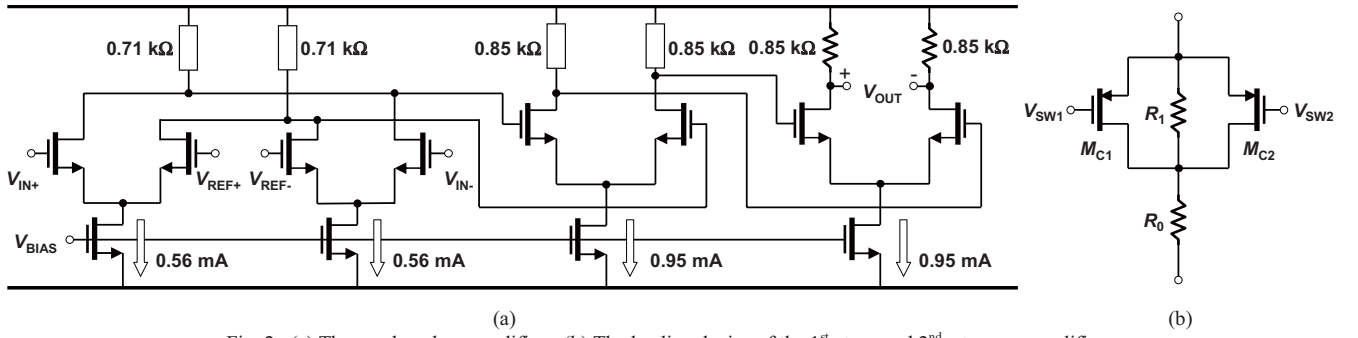 0.71 kΩ
0.71 kΩ
0.85 kΩ
0.85 kΩ
0.85 kΩ
0.85 kΩ
+
-
VOUT
VSW1
R1
VSW2
MC1
MC2
VIN+
VREF+
VREF-
VIN-
R0
VBIAS
0.56 mA
0.56 mA
0.95 mA
0.95 mA
(a)
(b)